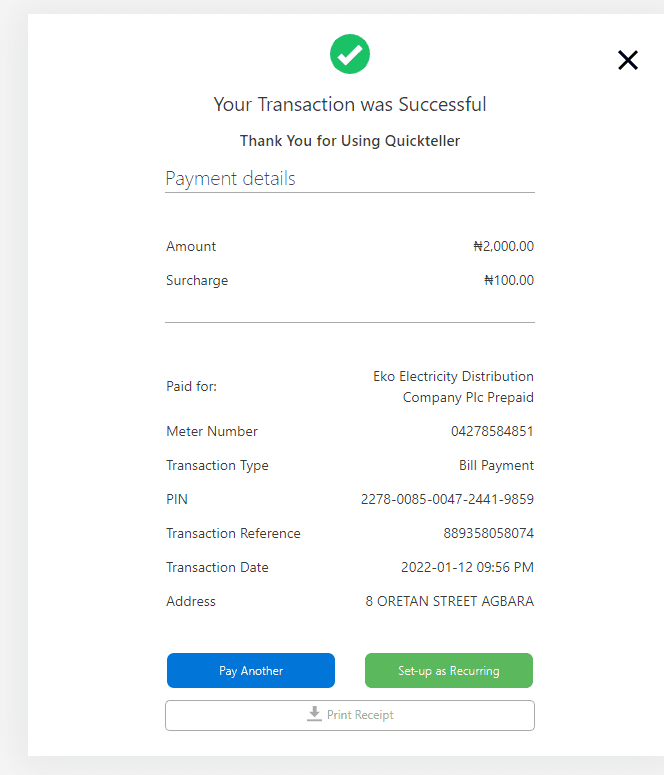 Your Transaction was Successful
Thank You for Using Quickteller
Payment details
Amount ₦2,000.00
Surcharge ₦100.00
Paid for: Eko Electricity Distribution
Company Plc Prepaid
Meter Number 04278584851
Transaction Type Bill Payment
PIN 2278-0085-0047-2441-9859
Transaction Reference 889358058074
Transaction Date 2022-01-12 09:56 PM
Address 8 ORETAN STREET AGBARA
Pay Another Set-up as Recurring
Print Receipt